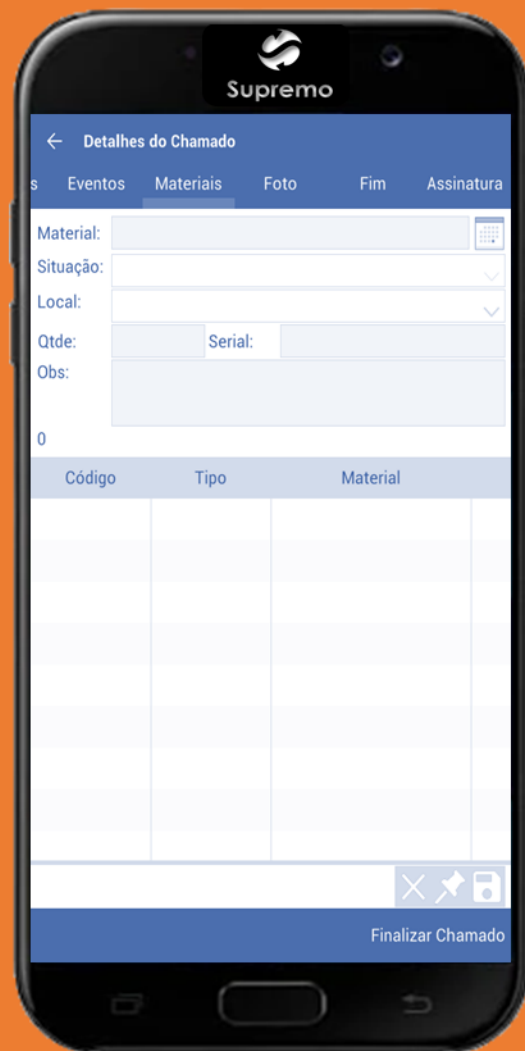 Supremo
Detalhes do Chamado
s Eventos Materiais Foto Fim Assinatura
Material:
Situação:
Local:
Qtde: Serial:
Obs:
0
Código Tipo Material
Finalizar Chamado